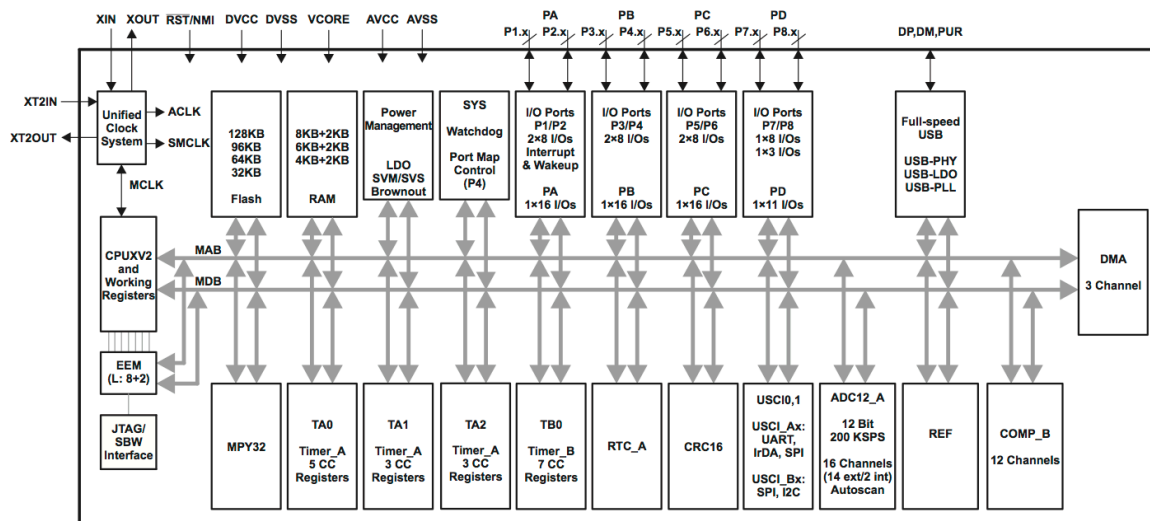 XIN XOUT RST/NMI DVCC DVSS VCORE AVCC AVSS
PA PB PC PD
P1.x P2.x P3.x P4.x P5.x P6.x P7.x P8.x
DP,DM,PUR
XT2IN
XT2OUT
Unified
Clock
System
ACLK
SMCLK
MCLK
128KB
96KB
64KB
32KB
Flash
8KB+2KB
6KB+2KB
4KB+2KB
RAM
Power
Management
LDO
SVM/SVS
Brownout
SYS
Watchdog
Port Map
Control
(P4)
I/O Ports
P1/P2
2×8 I/Os
Interrupt
& Wakeup
PA
1×16 I/Os
I/O Ports
P3/P4
2×8 I/Os
PB
1×16 I/Os
I/O Ports
P5/P6
2×8 I/Os
PC
1×16 I/Os
I/O Ports
P7/P8
1×8 I/Os
1×3 I/Os
PD
1×11 I/Os
Full-speed
USB
USB-PHY
USB-LDO
USB-PLL
CPUXV2
and
Working
Registers
MAB
MDB
DMA
3 Channel
EEM
(L: 8+2)
JTAG/
SBW
Interface
MPY32
TA0
Timer_A
5 CC
Registers
TA1
Timer_A
3 CC
Registers
TA2
Timer_A
3 CC
Registers
TB0
Timer_B
7 CC
Registers
RTC_A
CRC16
USCI0,1
USCI_Ax:
UART,
IrDA, SPI
USCI_Bx:
SPI, I2C
ADC12_A
12 Bit
200 KSPS
16 Channels
(14 ext/2 int)
Autoscan
REF
COMP_B
12 Channels